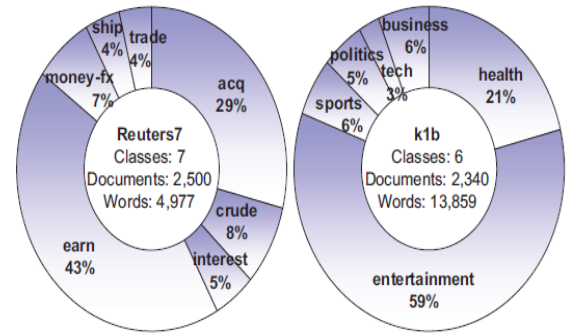 ship
4%
trade
4%
money-fx
7%
acq
29%
Reuters7
Classes: 7
Documents: 2,500
Words: 4,977
crude
8%
interest
5%
earn
43%
business
6%
politics
5%
tech
3%
sports
6%
health
21%
k1b
Classes: 6
Documents: 2,340
Words: 13,859
entertainment
59%